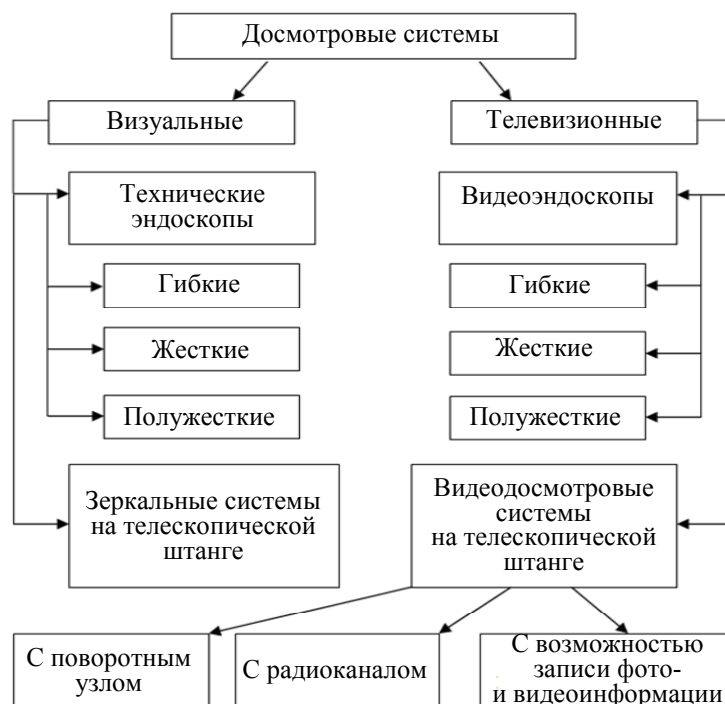 Досмотровые системы
Визуальные
Телевизионные
Технические
эндоскопы
Видеоэндоскопы
Гибкие
Гибкие
Жесткие
Жесткие
Полужесткие
Полужесткие
Зеркальные системы
на телескопической
штанге
Видеодосмотровые
системы
на телескопической
штанге
С поворотным
узлом
С радиоканалом
С возможностью
записи фото-
и видеоинформации